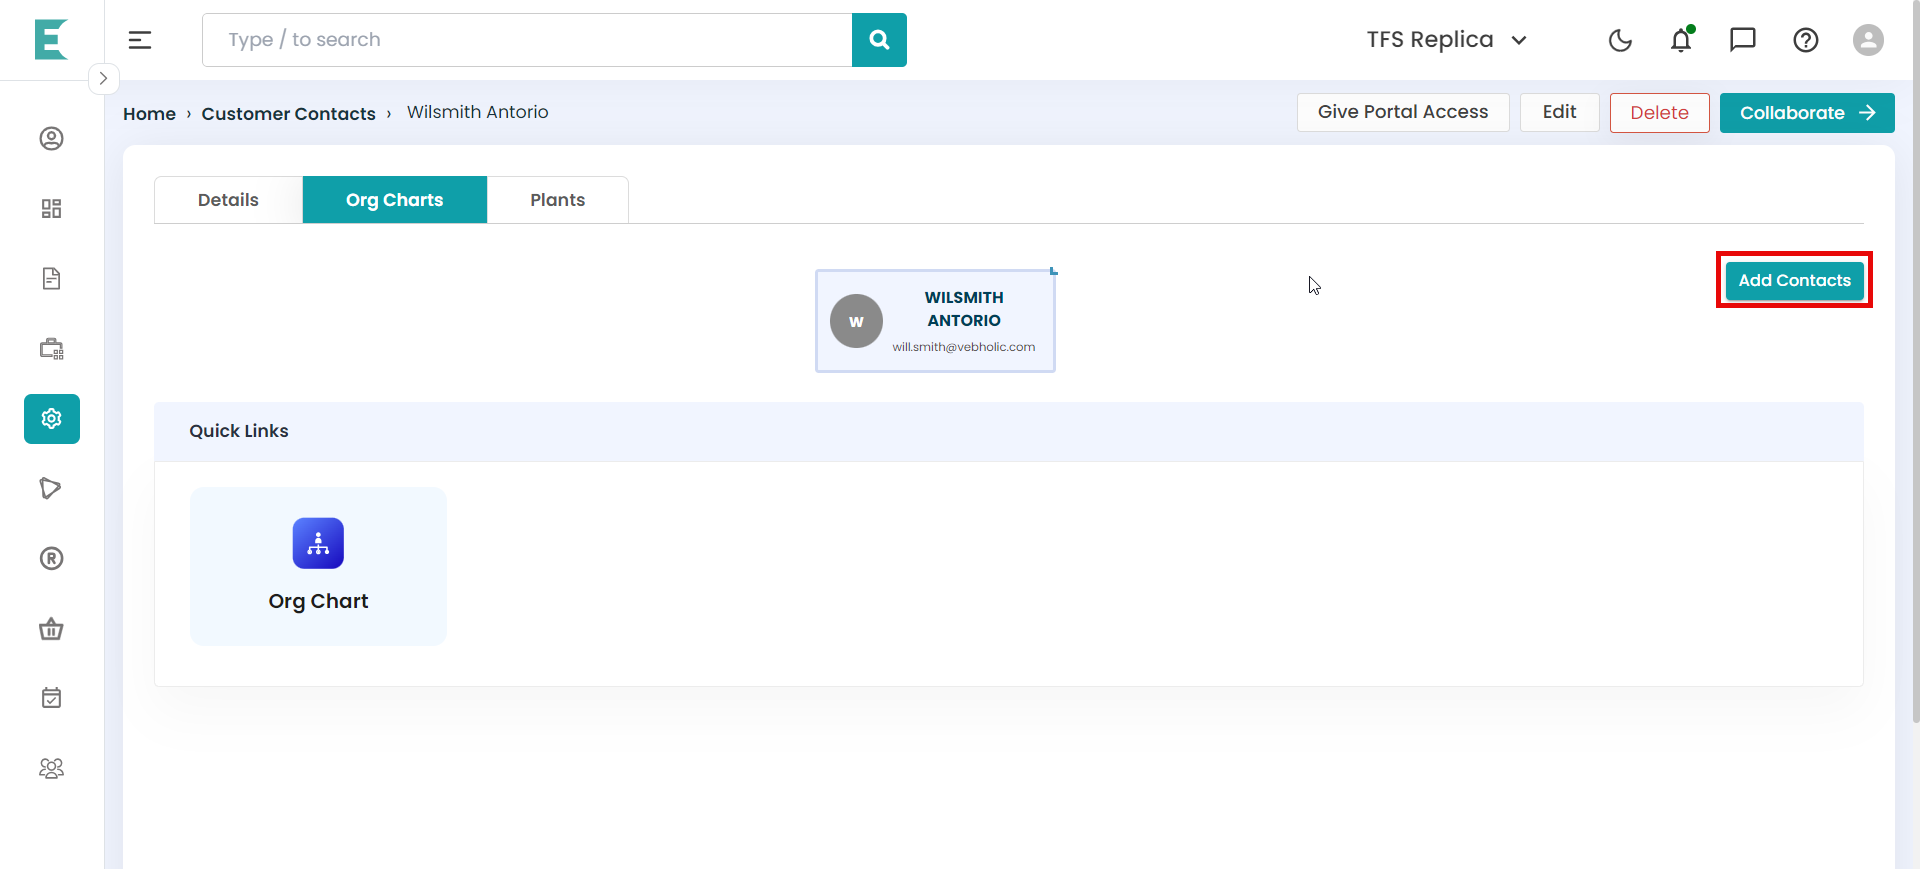 Type / to search
TFS Replica
Home › Customer Contacts › Wilsmith Antorio
Give Portal Access
Edit
Delete
Collaborate →
Details
Org Charts
Plants
Add Contacts
W
WILSMITH
ANTORIO
will.smith@vebholic.com
Quick Links
Org Chart